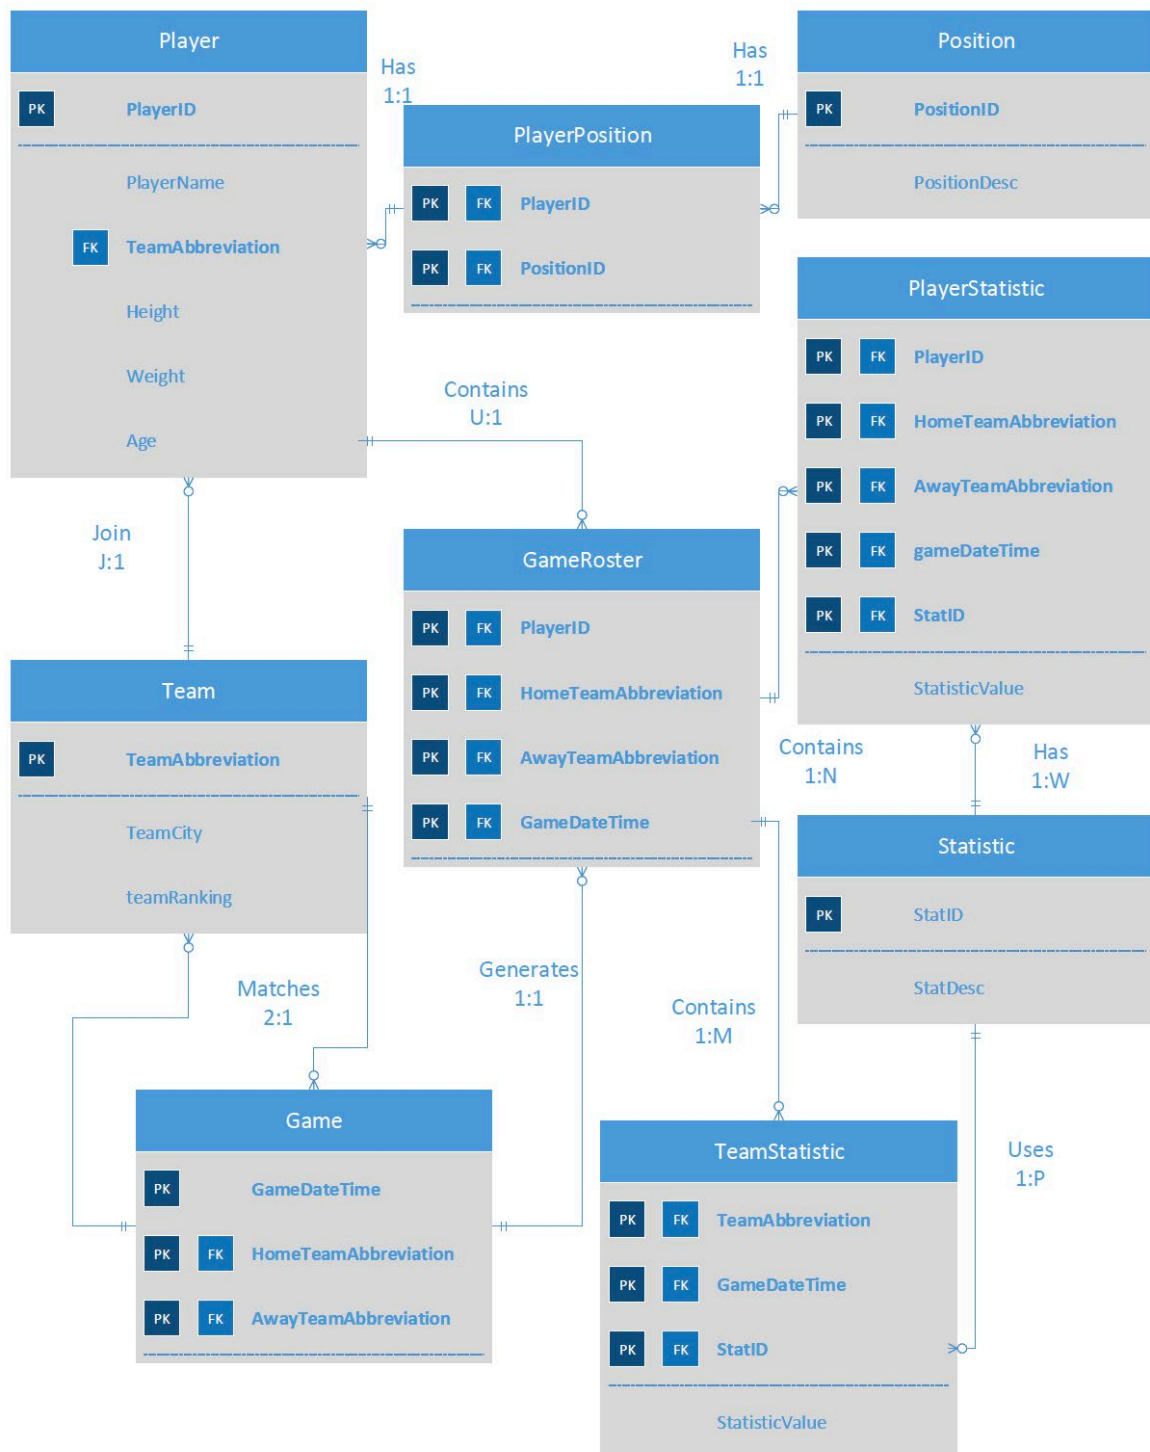 Player
PK PlayerID
PlayerName
FK TeamAbbreviation
Height
Weight
Age
Has
1:1
PlayerPosition
PK FK PlayerID
PK FK PositionID
Has
1:1
Position
PK PositionID
PositionDesc
PlayerStatistic
PK FK PlayerID
PK FK HomeTeamAbbreviation
PK FK AwayTeamAbbreviation
PK FK gameDateTime
PK FK StatID
StatisticValue
Contains
U:1
Join
J:1
GameRoster
PK FK PlayerID
PK FK HomeTeamAbbreviation
PK FK AwayTeamAbbreviation
PK FK GameDateTime
Team
PK TeamAbbreviation
TeamCity
teamRanking
Contains
1:N
Has
1:W
Statistic
PK StatID
StatDesc
Matches
2:1
Generates
1:1
Contains
1:M
Game
PK GameDateTime
PK FK HomeTeamAbbreviation
PK FK AwayTeamAbbreviation
TeamStatistic
PK FK TeamAbbreviation
PK FK GameDateTime
PK FK StatID
StatisticValue
Uses
1:P